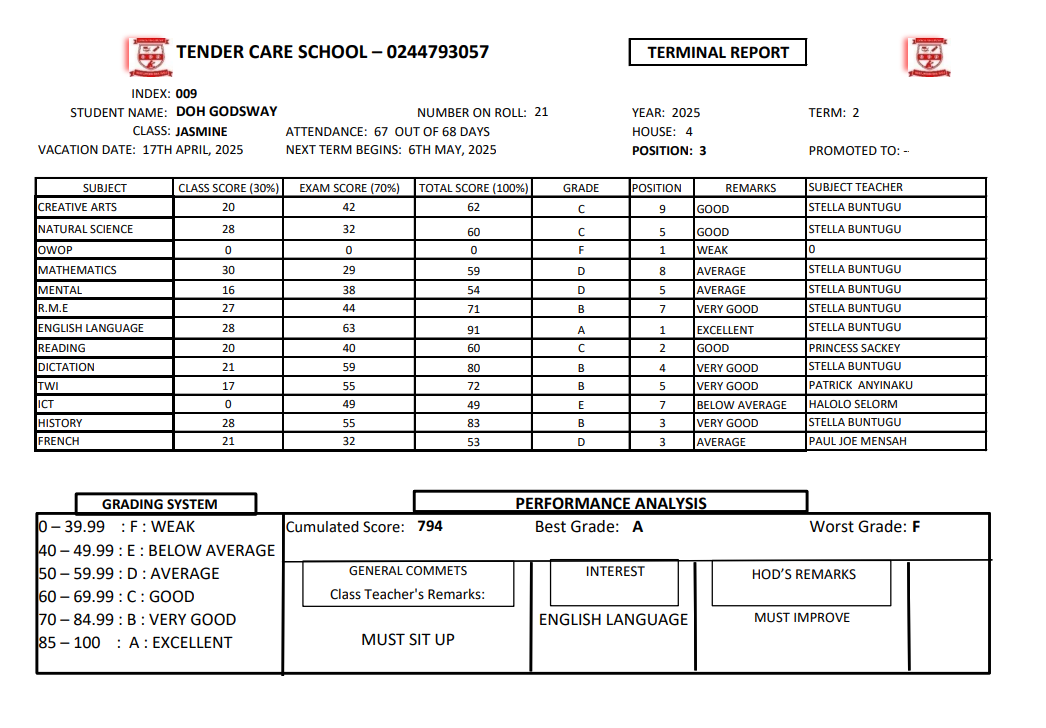 TENDER CARE SCHOOL – 0244793057
TERMINAL REPORT
INDEX: 009
STUDENT NAME: DOH GODSWAY NUMBER ON ROLL: 21 YEAR: 2025 TERM: 2
CLASS: JASMINE ATTENDANCE: 67 OUT OF 68 DAYS HOUSE: 4
VACATION DATE: 17TH APRIL, 2025 NEXT TERM BEGINS: 6TH MAY, 2025 POSITION: 3 PROMOTED TO: --
SUBJECT CLASS SCORE (30%) EXAM SCORE (70%) TOTAL SCORE (100%) GRADE POSITION REMARKS SUBJECT TEACHER
CREATIVE ARTS 20 42 62 C 9 GOOD STELLA BUNTUGU
NATURAL SCIENCE 28 32 60 C 5 GOOD STELLA BUNTUGU
OWOP 0 0 0 F 1 WEAK 0
MATHEMATICS 30 29 59 D 8 AVERAGE STELLA BUNTUGU
MENTAL 16 38 54 D 5 AVERAGE STELLA BUNTUGU
R.M.E 27 44 71 B 7 VERY GOOD STELLA BUNTUGU
ENGLISH LANGUAGE 28 63 91 A 1 EXCELLENT STELLA BUNTUGU
READING 20 40 60 C 2 GOOD PRINCESS SACKEY
DICTATION 21 59 80 B 4 VERY GOOD STELLA BUNTUGU
TWI 17 55 72 B 5 VERY GOOD PATRICK ANYINAKU
ICT 0 49 49 E 7 BELOW AVERAGE HALOLO SELORM
HISTORY 28 55 83 B 3 VERY GOOD STELLA BUNTUGU
FRENCH 21 32 53 D 3 AVERAGE PAUL JOE MENSAH
GRADING SYSTEM
0 – 39.99 : F : WEAK
40 – 49.99 : E : BELOW AVERAGE
50 – 59.99 : D : AVERAGE
60 – 69.99 : C : GOOD
70 – 84.99 : B : VERY GOOD
85 – 100 : A : EXCELLENT
PERFORMANCE ANALYSIS
Cumulated Score: 794 Best Grade: A Worst Grade: F
GENERAL COMMETS
Class Teacher's Remarks:
MUST SIT UP
INTEREST
ENGLISH LANGUAGE
HOD'S REMARKS
MUST IMPROVE